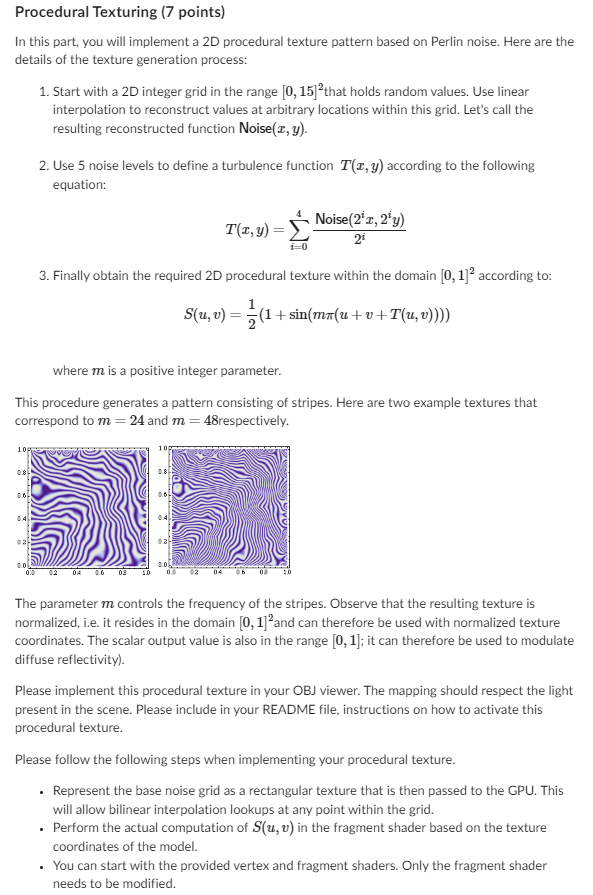 Procedural Texturing (7 points)
In this part, you will implement a 2D procedural texture pattern based on Perlin noise. Here are the
details of the texture generation process:
1. Start with a 2D integer grid in the range [0, 15]²that holds random values. Use linear
interpolation to reconstruct values at arbitrary locations within this grid. Let's call the
resulting reconstructed function Noise(x, y).
2. Use 5 noise levels to define a turbulence function T(x, y) according to the following
equation:
T(x, y) = ∑_{i=0}^{4} Noise(2ⁱx, 2ⁱy) / 2ⁱ
3. Finally obtain the required 2D procedural texture within the domain [0, 1]² according to:
S(u, v) = 1/2 (1 + sin(mπ(u + v + T(u, v))))
where m is a positive integer parameter.
This procedure generates a pattern consisting of stripes. Here are two example textures that
correspond to m = 24 and m = 48respectively.
1.0 1.0
0.8 0.8
0.6 0.6
0.4 0.4
0.2 0.2
0.0 0.0
0.0 0.2 0.4 0.6 0.8 1.0 0.0 0.2 0.4 0.6 0.8 1.0
The parameter m controls the frequency of the stripes. Observe that the resulting texture is
normalized, i.e. it resides in the domain [0, 1]²and can therefore be used with normalized texture
coordinates. The scalar output value is also in the range [0, 1]; it can therefore be used to modulate
diffuse reflectivity).
Please implement this procedural texture in your OBJ viewer. The mapping should respect the light
present in the scene. Please include in your README file, instructions on how to activate this
procedural texture.
Please follow the following steps when implementing your procedural texture.
• Represent the base noise grid as a rectangular texture that is then passed to the GPU. This
will allow bilinear interpolation lookups at any point within the grid.
• Perform the actual computation of S(u, v) in the fragment shader based on the texture
coordinates of the model.
• You can start with the provided vertex and fragment shaders. Only the fragment shader
needs to be modified.